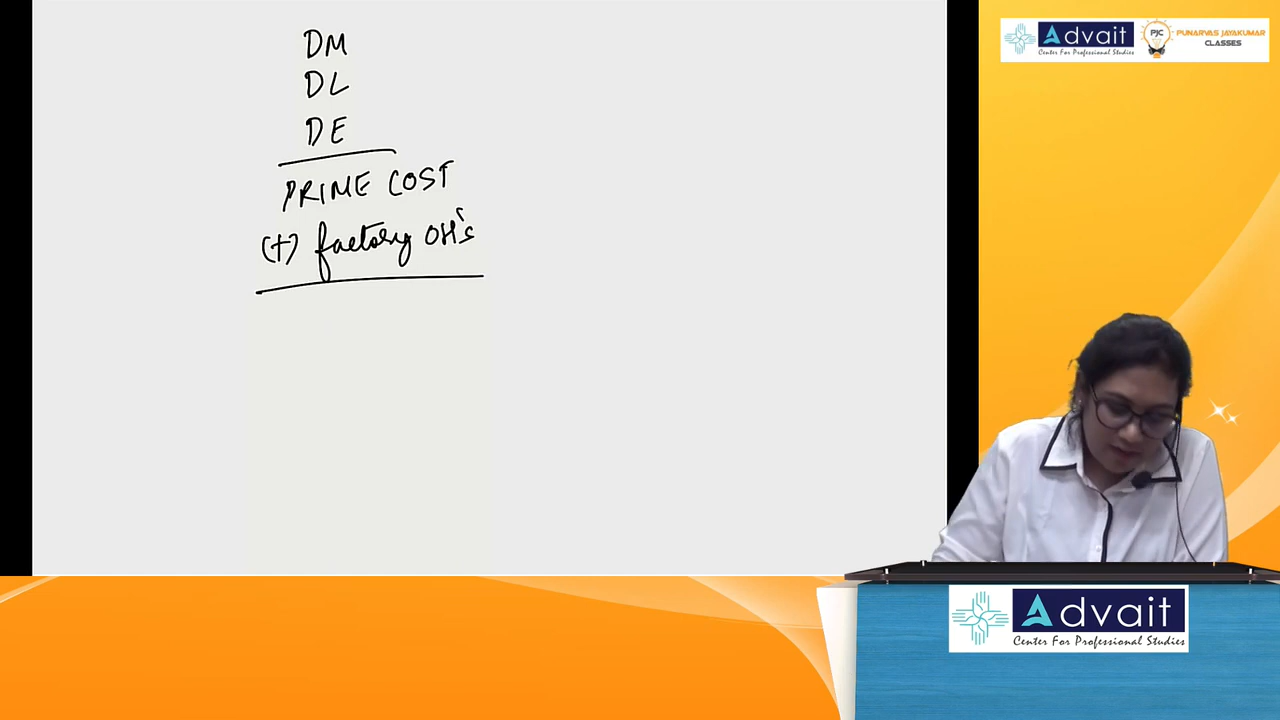 DM
DL
DE
PRIME COST
(+) factory OH's
Advait
Center For Professional Studies
PJC
PUNARVAS JAYAKUMAR
CLASSES
Advait
Center For Professional Studies